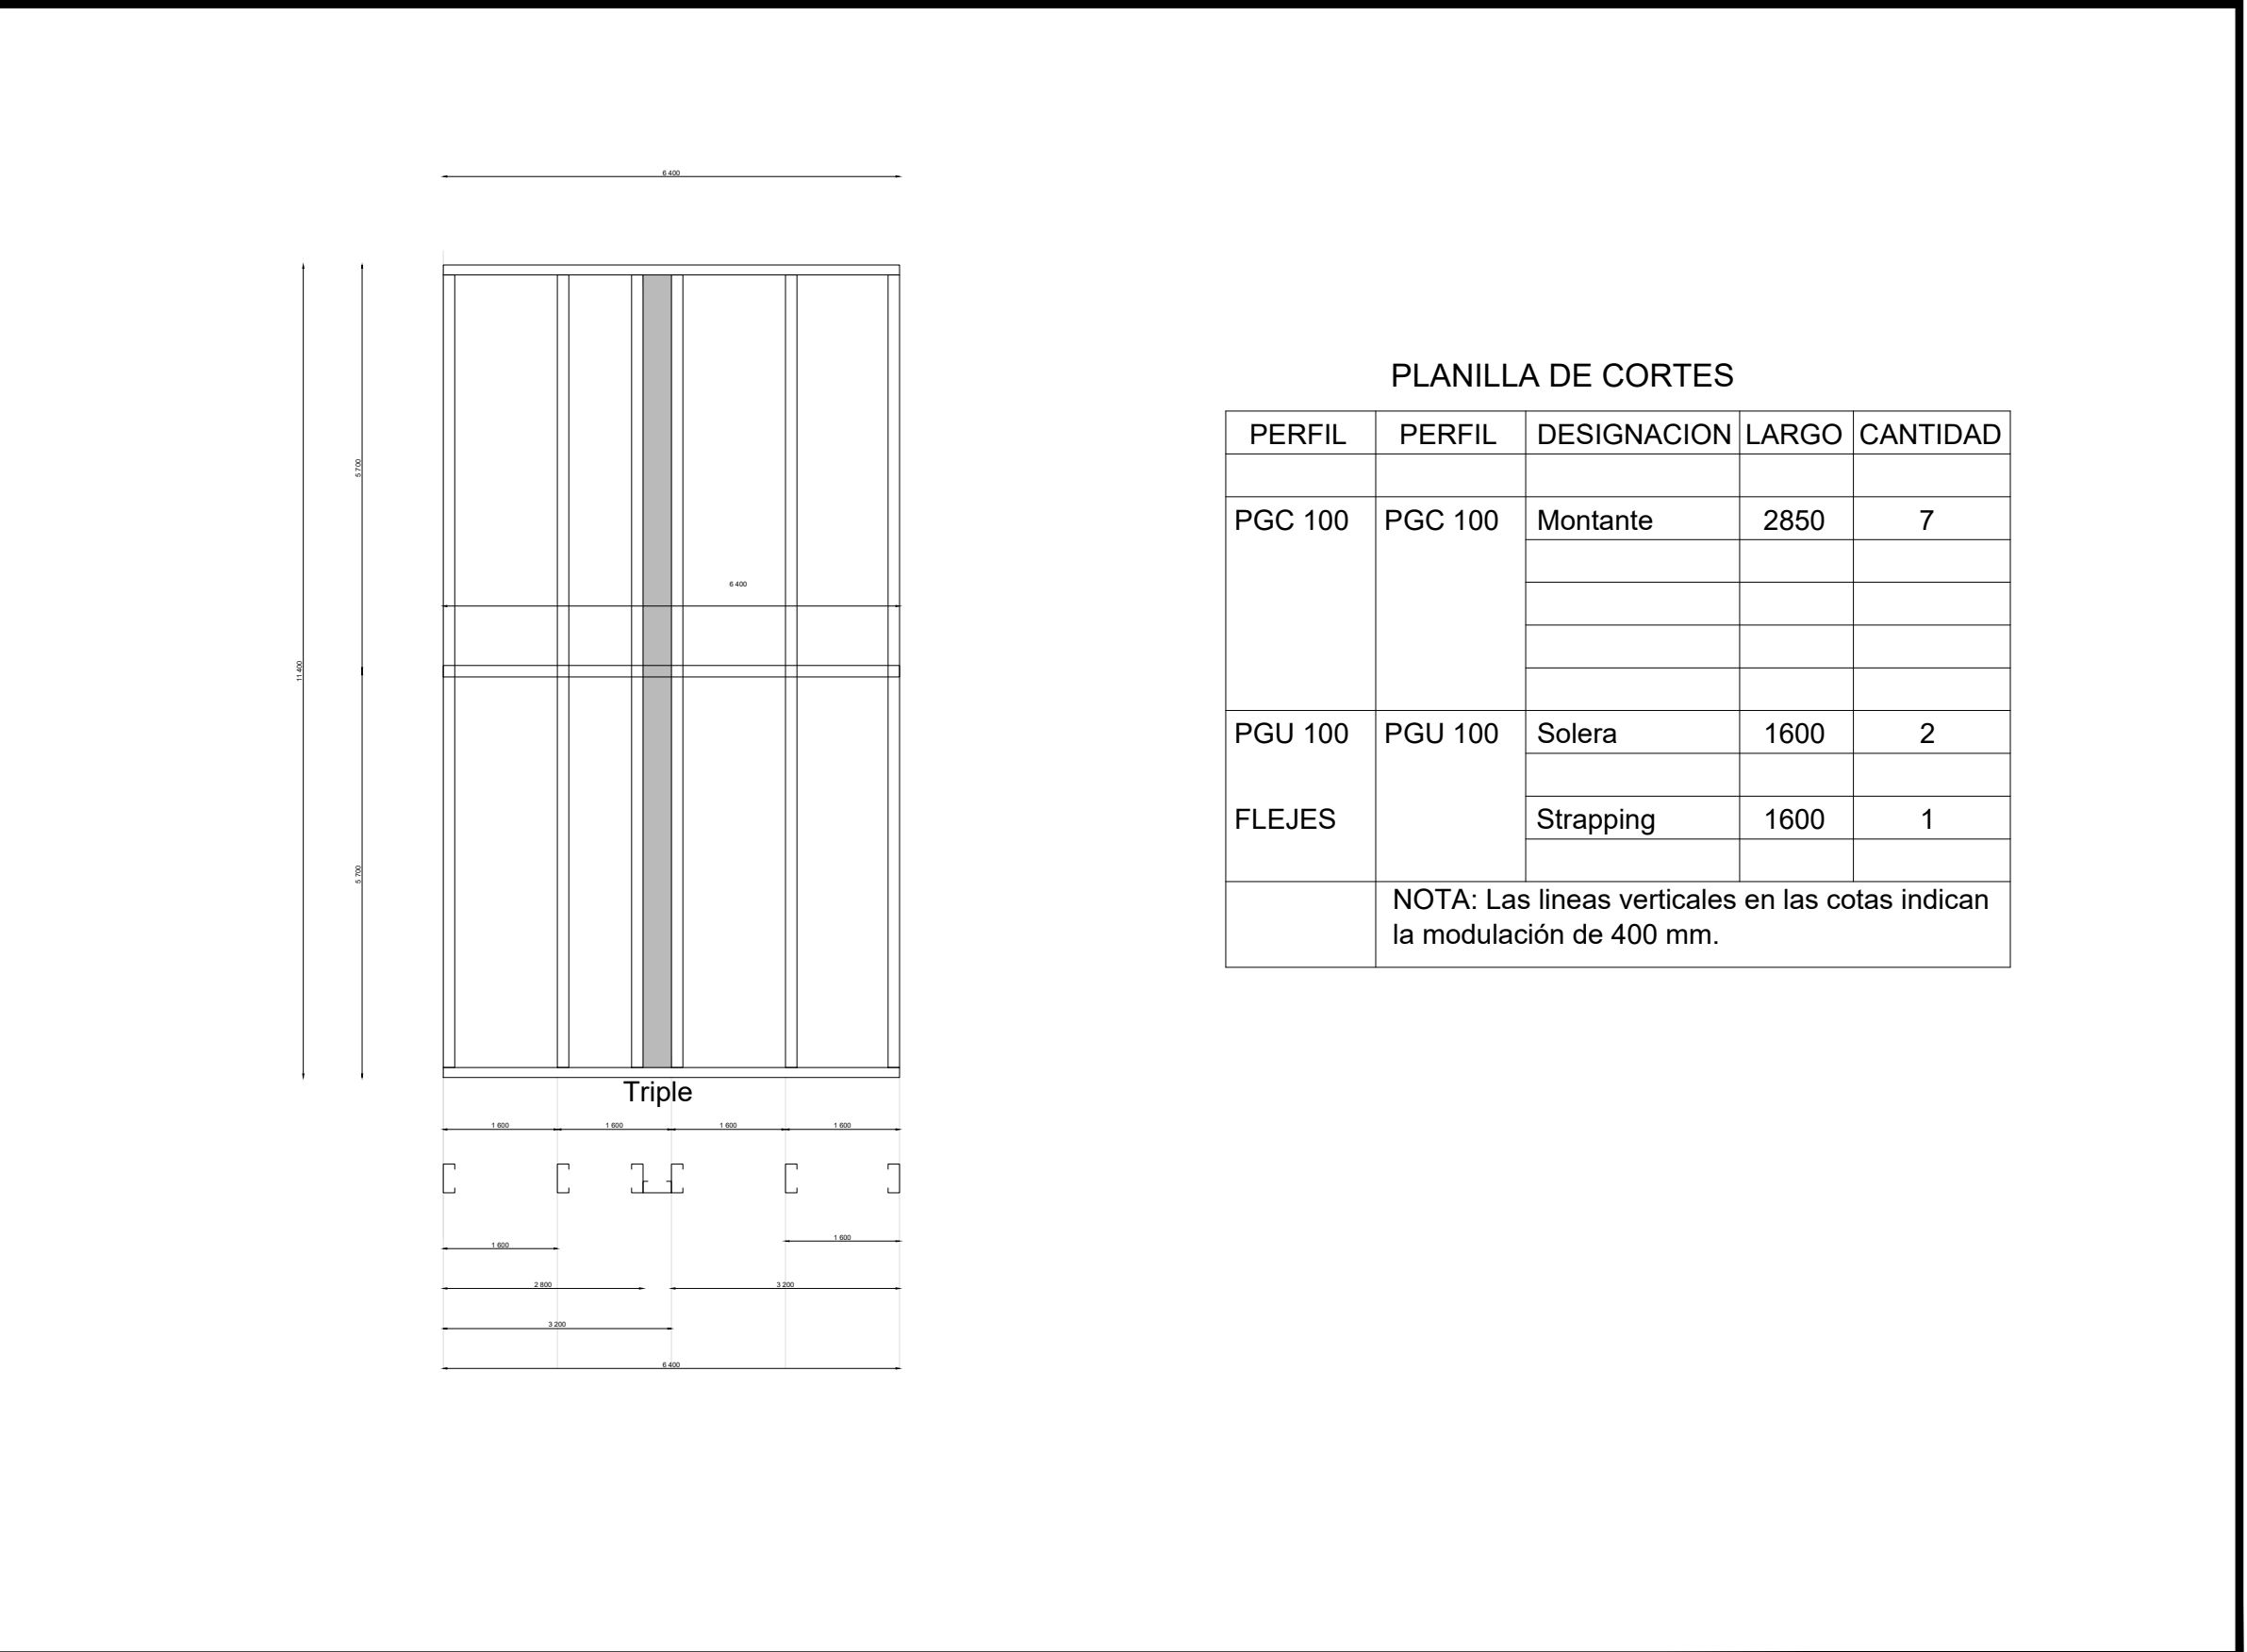 6 400
5 700
11 400
6 400
5 700
Triple
1 600 1 600 1 600 1 600
1 600
1 600
2 800 3 200
3 200
6 400
PLANILLA DE CORTES
PERFIL PERFIL DESIGNACION LARGO CANTIDAD
PGC 100 PGC 100 Montante 2850 7
PGU 100 PGU 100 Solera 1600 2
FLEJES Strapping 1600 1
NOTA: Las lineas verticales en las cotas indican
la modulación de 400 mm.